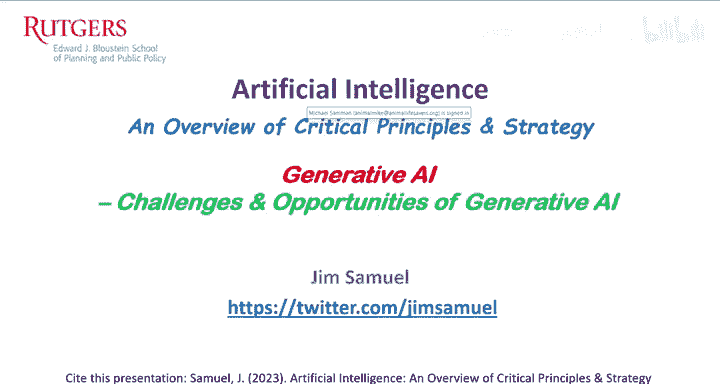 RUTGERS
Edward J. Bloustein School
of Planning and Public Policy
bilibili
Artificial Intelligence
An Overview of Critical Principles & Strategy
Generative AI
– Challenges & Opportunities of Generative AI
Jim Samuel
https://twitter.com/jimsamuel
Cite this presentation: Samuel, J. (2023). Artificial Intelligence: An Overview of Critical Principles & Strategy